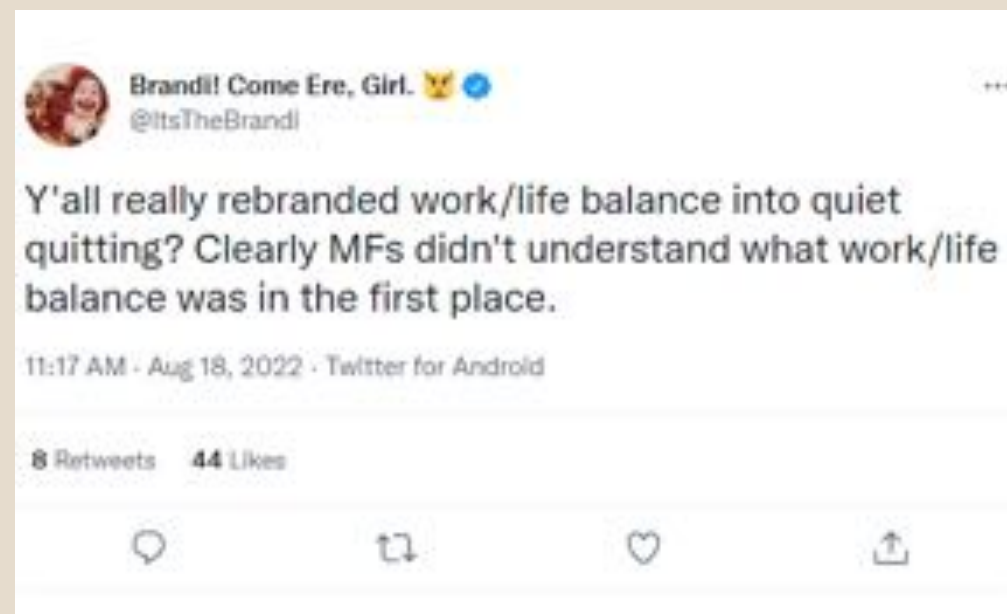 Brandi! Come Ere, Girl.
@ItsTheBrandi
Y'all really rebranded work/life balance into quiet
quitting? Clearly MFs didn't understand what work/life
balance was in the first place.
11:17 AM · Aug 18, 2022 · Twitter for Android
8 Retweets 44 Likes